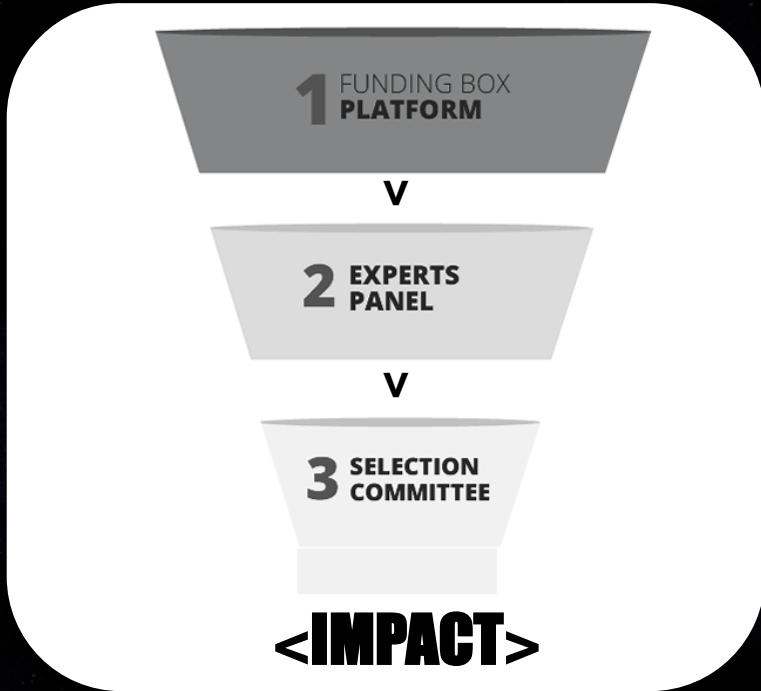 1 FUNDING BOX
PLATFORM
V
2 EXPERTS
PANEL
V
3 SELECTION
COMMITTEE
<IMPACT>